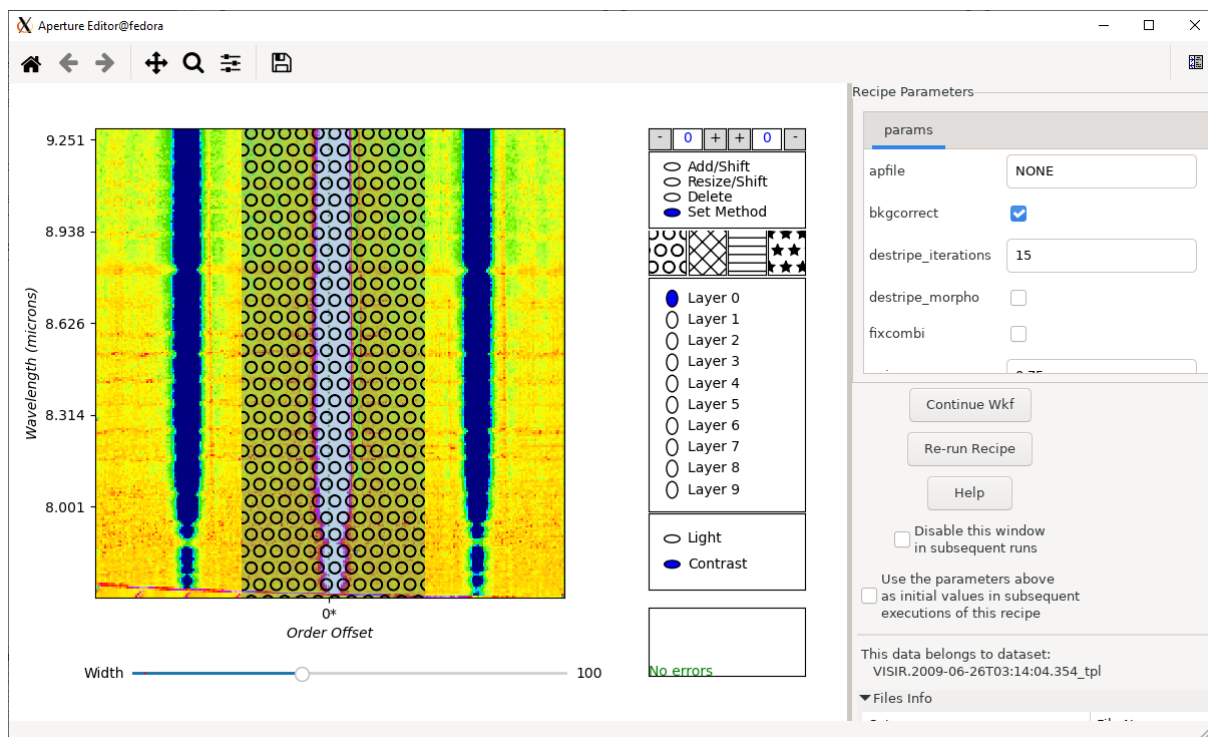 Aperture Editor@fedora
Recipe Parameters
params
apfile NONE
bkgcorrect
destripe_iterations 15
destripe_morpho
fixcombi
9.251
8.938
8.626
8.314
8.001
Wavelength (microns)
0*
Order Offset
Width 100
- 0 + + 0 -
Add/Shift
Resize/Shift
Delete
Set Method
Layer 0
Layer 1
Layer 2
Layer 3
Layer 4
Layer 5
Layer 6
Layer 7
Layer 8
Layer 9
Light
Contrast
No errors
Continue Wkf
Re-run Recipe
Help
Disable this window
in subsequent runs
Use the parameters above
as initial values in subsequent
executions of this recipe
This data belongs to dataset:
VISIR.2009-06-26T03:14:04.354_tpl
Files Info